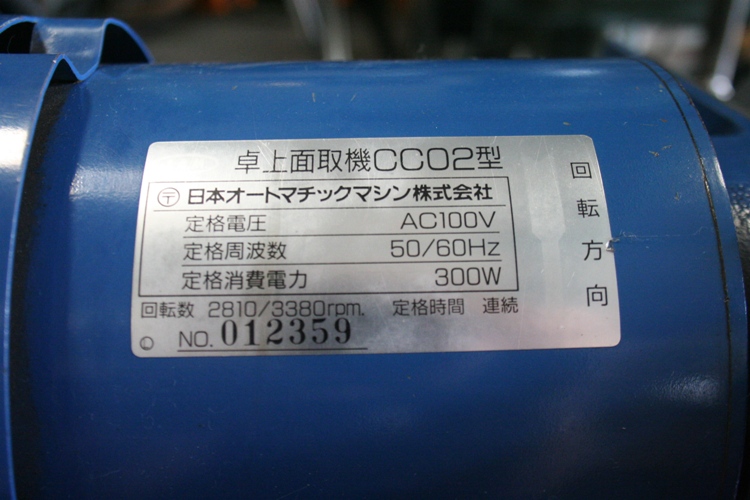 卓上面取機CC02型
〒 日本オートマチックマシン株式会社
定格電圧 AC100V
定格周波数 50/60Hz
定格消費電力 300W
回転数 2810/3380rpm. 定格時間 連続
NO. 012359
回転方向